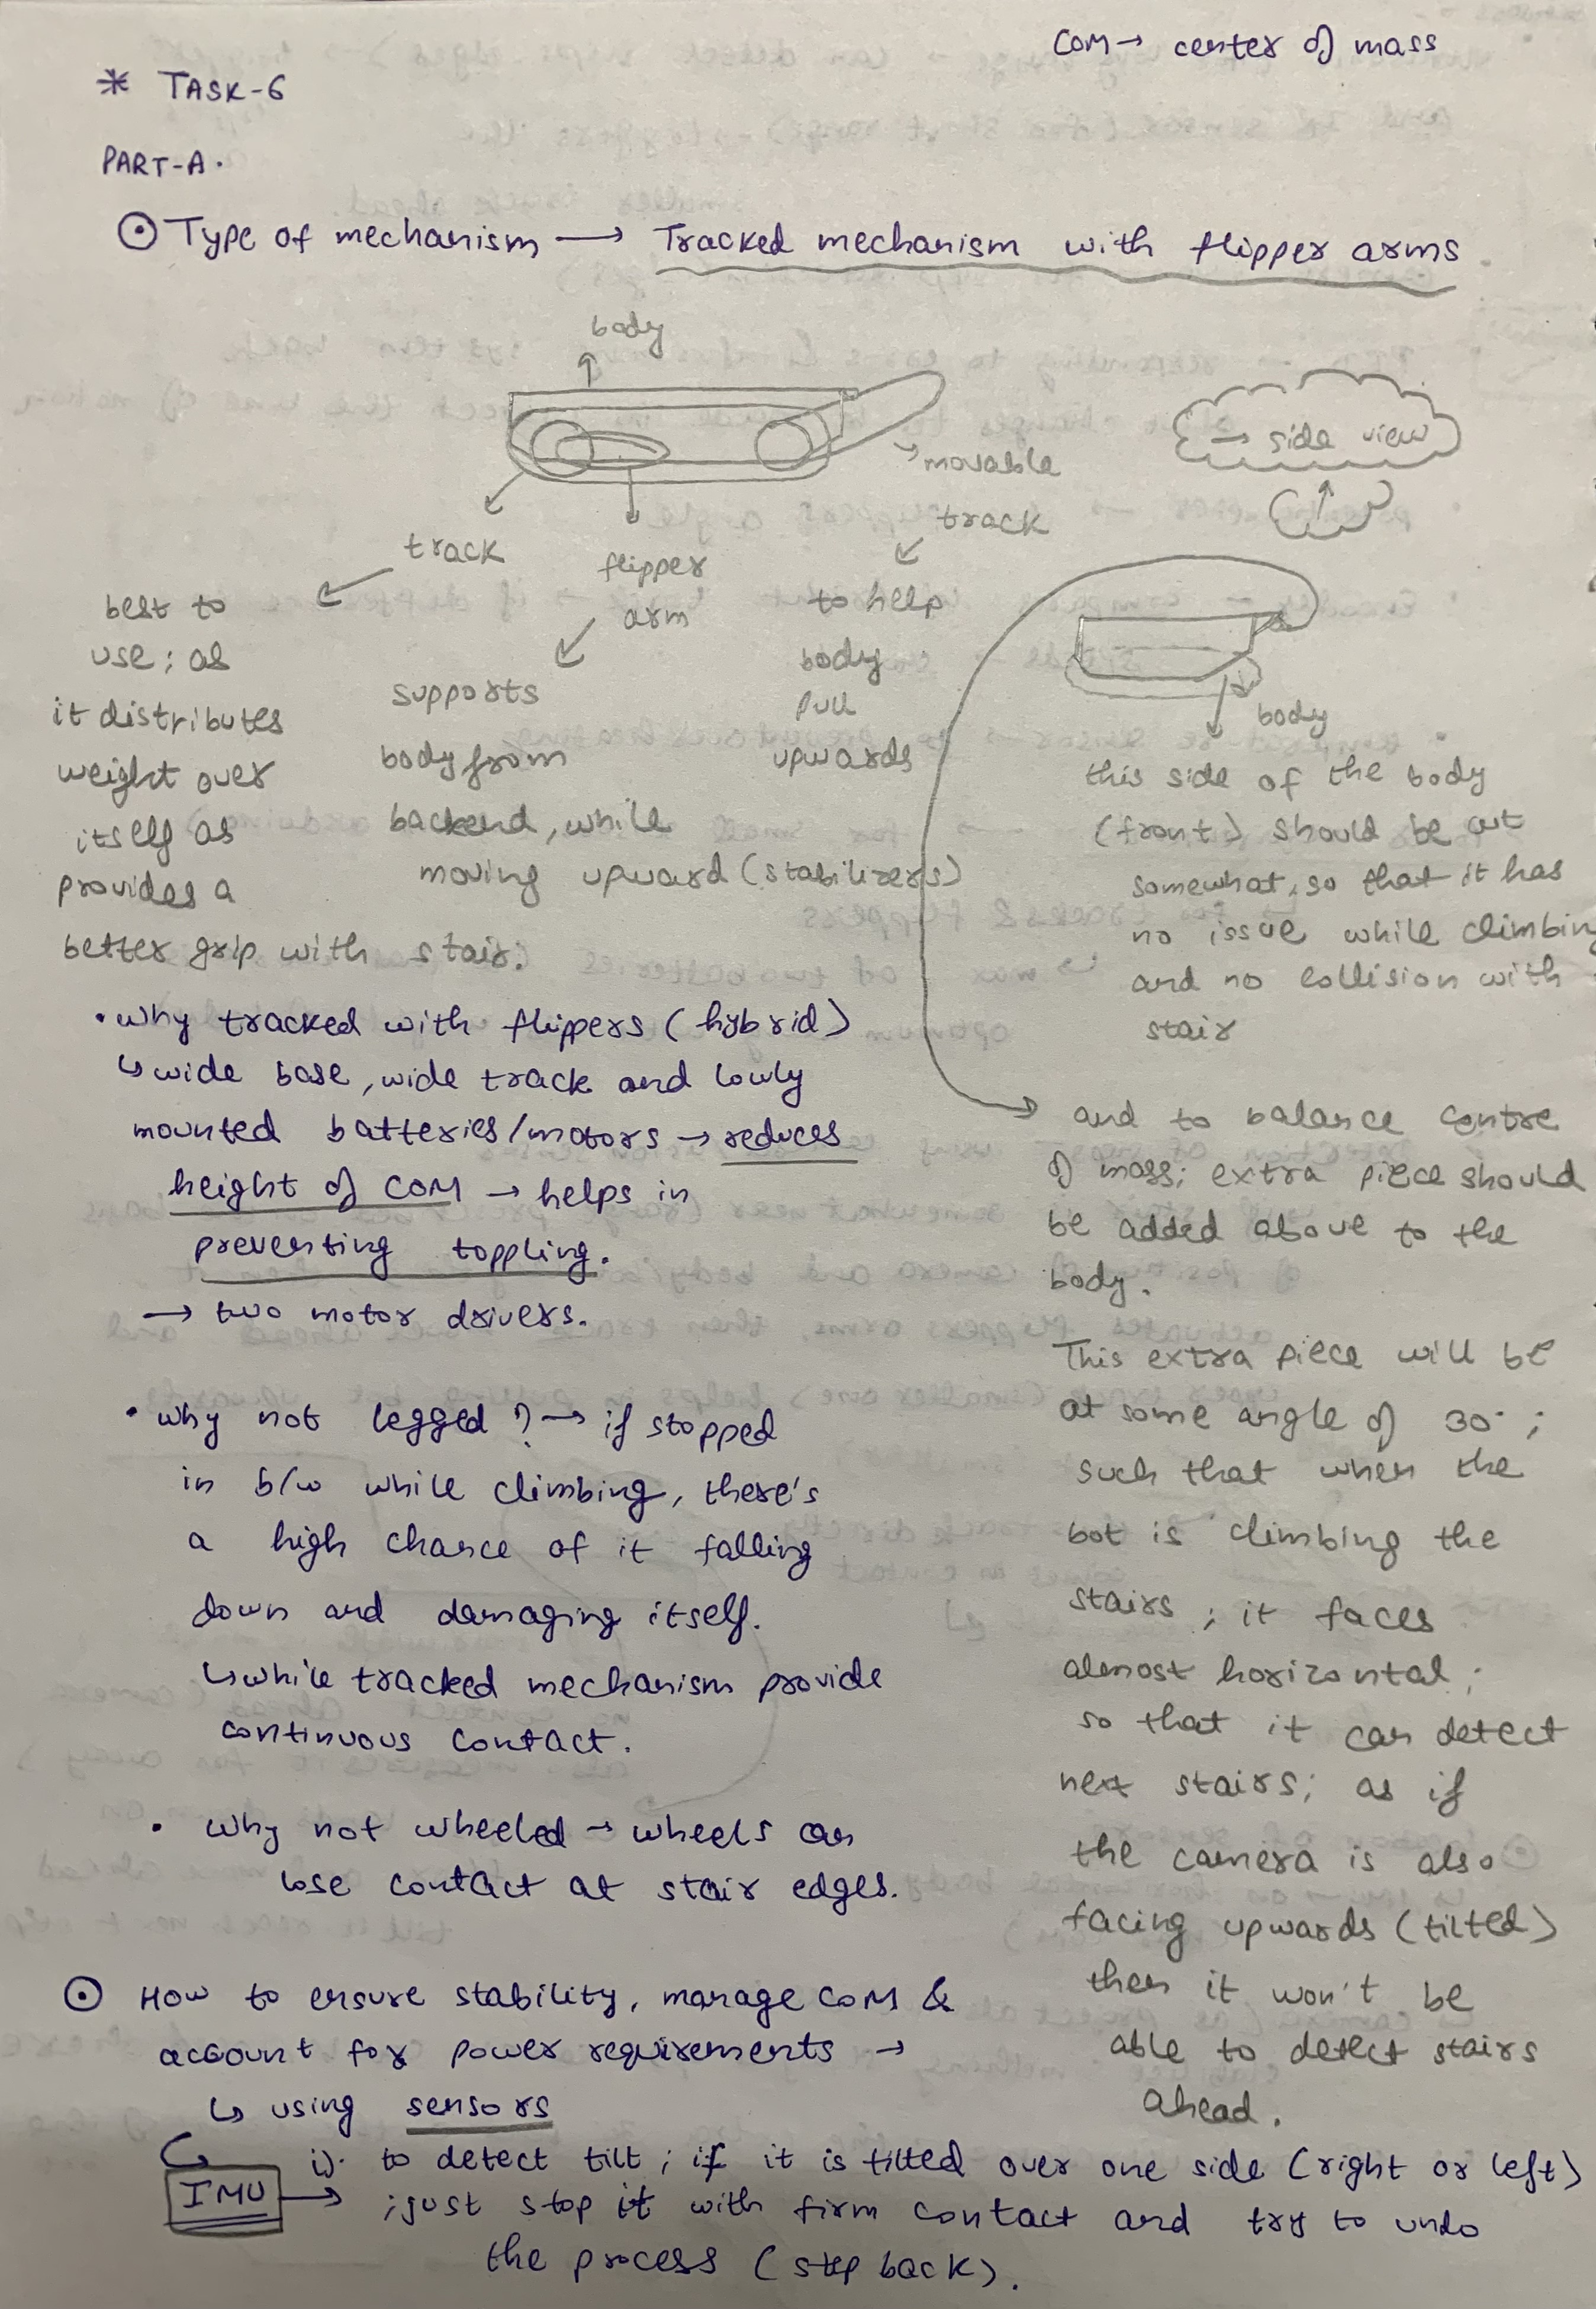 COM → center of mass
* TASK-6
PART-A.
⊙ Type of mechanism → Tracked mechanism with flipper arms
body
→ side view
movable
track
track
flipper
arm
to help
body
pull
upwards
best to
use; as
it distributes
weight over
itself as
provides a
better grip with stair.
supports
body from
backend, while
moving upward (stabilizers)
body
this side of the body
(front) should be cut
somewhat, so that it has
no issue while climbing
and no collision with
stair
and to balance centre
of mass; extra piece should
be added above to the
body.
This extra piece will be
at some angle of 30°;
such that when the
bot is climbing the
stairs; it faces
almost horizontal;
so that it can detect
next stairs; as if
the camera is also
facing upwards (tilted)
then it won't be
able to detect stairs
ahead.
• why tracked with flippers (hybrid)
↳ wide base, wide track and lowly
mounted batteries/motors → reduces
height of COM → helps in
preventing toppling.
→ two motor drivers.
• why not legged? → if stopped
in b/w while climbing, there's
a high chance of it falling
down and damaging itself.
↳ while tracked mechanism provide
continuous contact.
• why not wheeled → wheels can
lose contact at stair edges.
⊙ How to ensure stability, manage COM &
account for power requirements →
↳ using sensors
IMU → i). to detect tilt; if it is tilted over one side (right or left)
; just stop it with firm contact and try to undo
the process (step back).